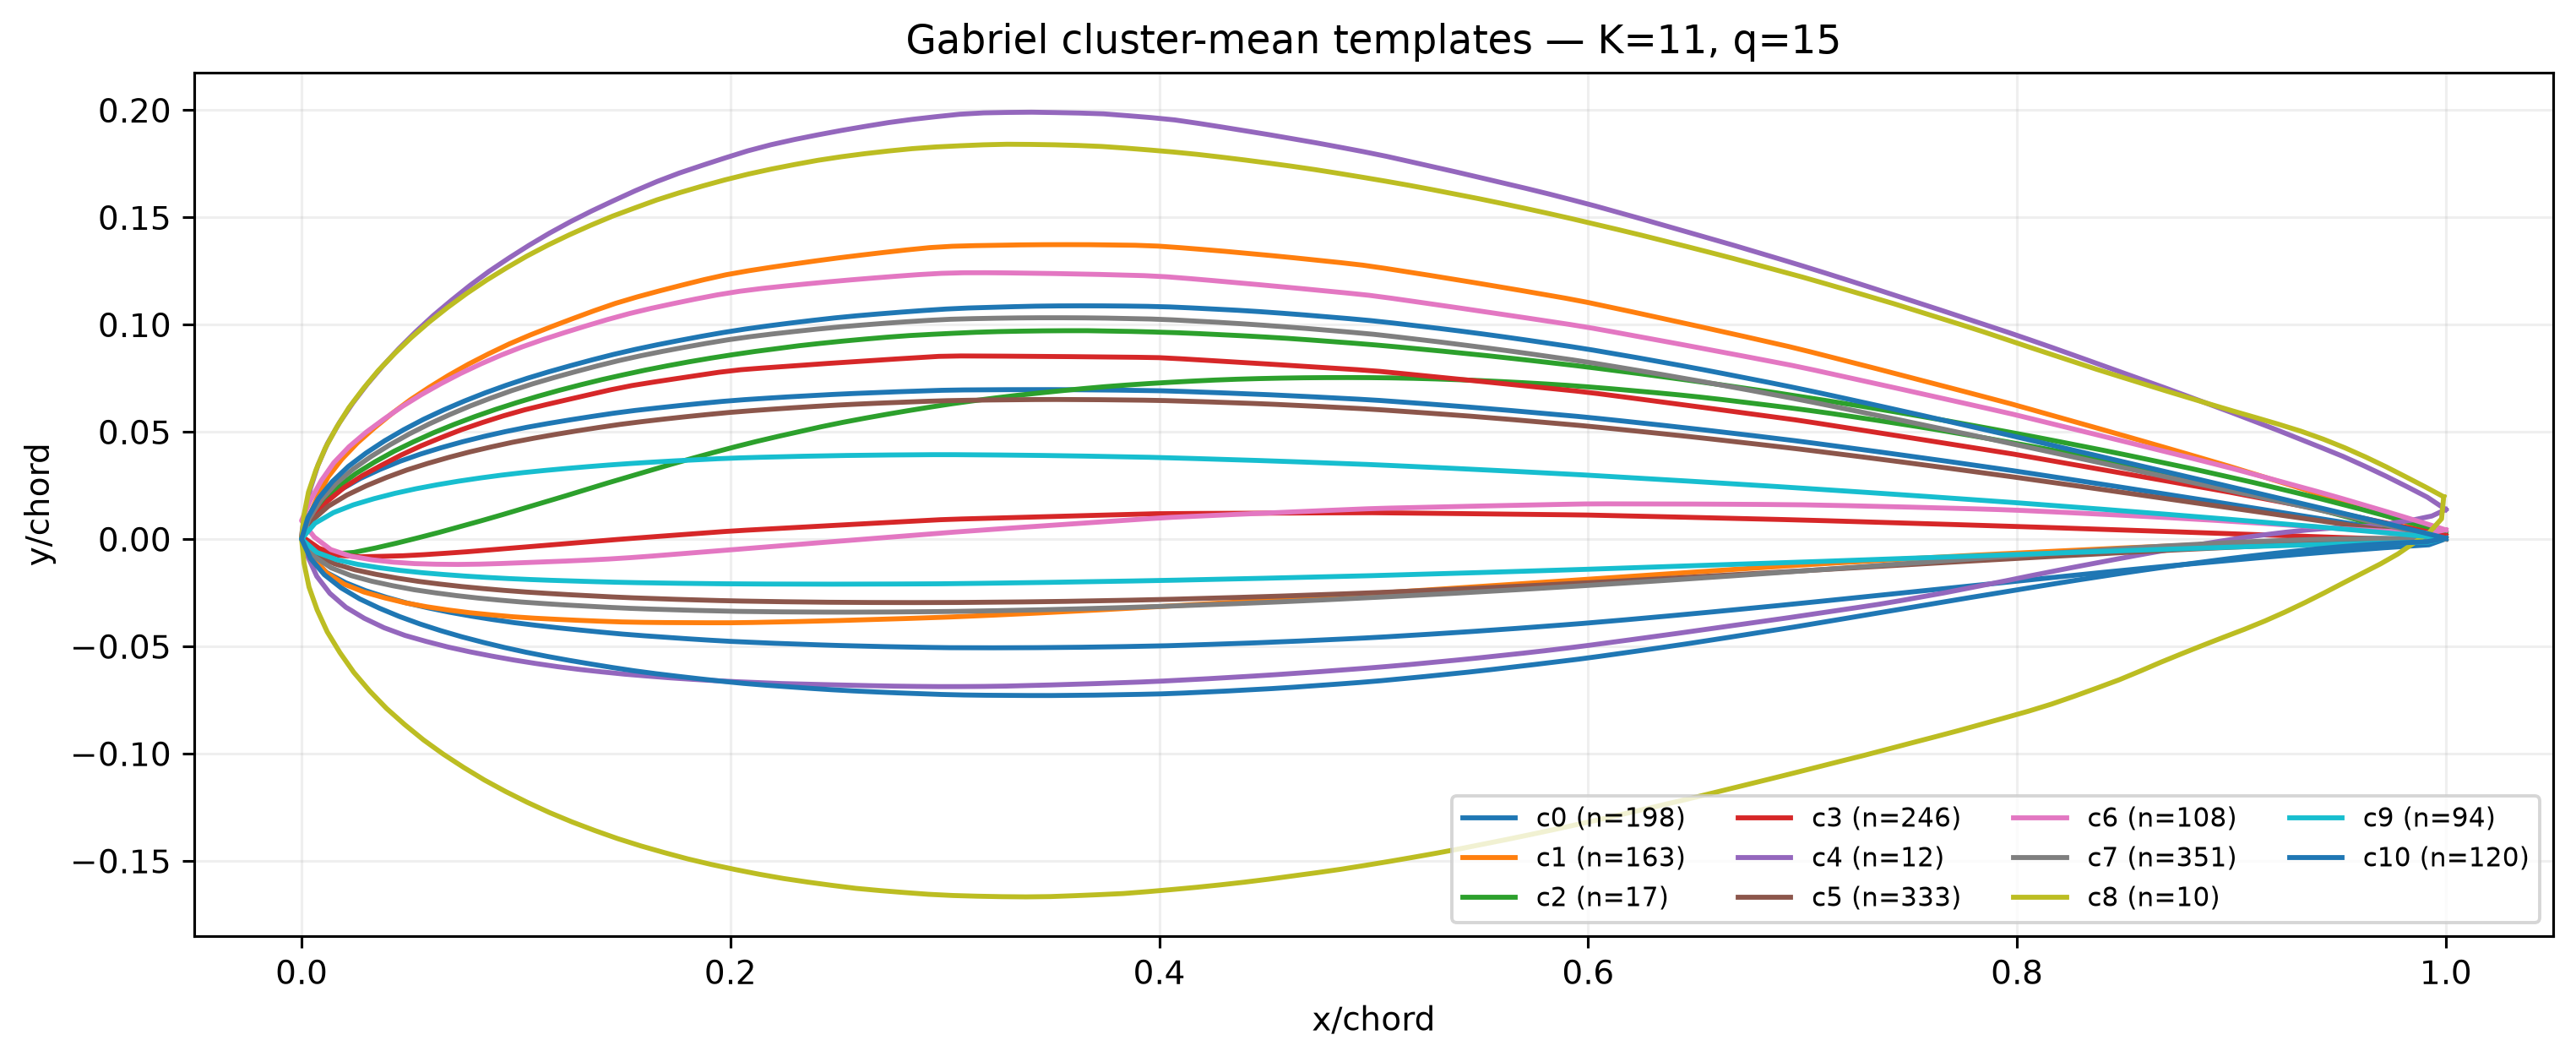 Gabriel cluster-mean templates — K=11, q=15
y/chord
0.20
0.15
0.10
0.05
0.00
−0.05
−0.10
−0.15
c0 (n=198)
c1 (n=163)
c2 (n=17)
c3 (n=246)
c4 (n=12)
c5 (n=333)
c6 (n=108)
c7 (n=351)
c8 (n=10)
c9 (n=94)
c10 (n=120)
0.0 0.2 0.4 0.6 0.8 1.0
x/chord